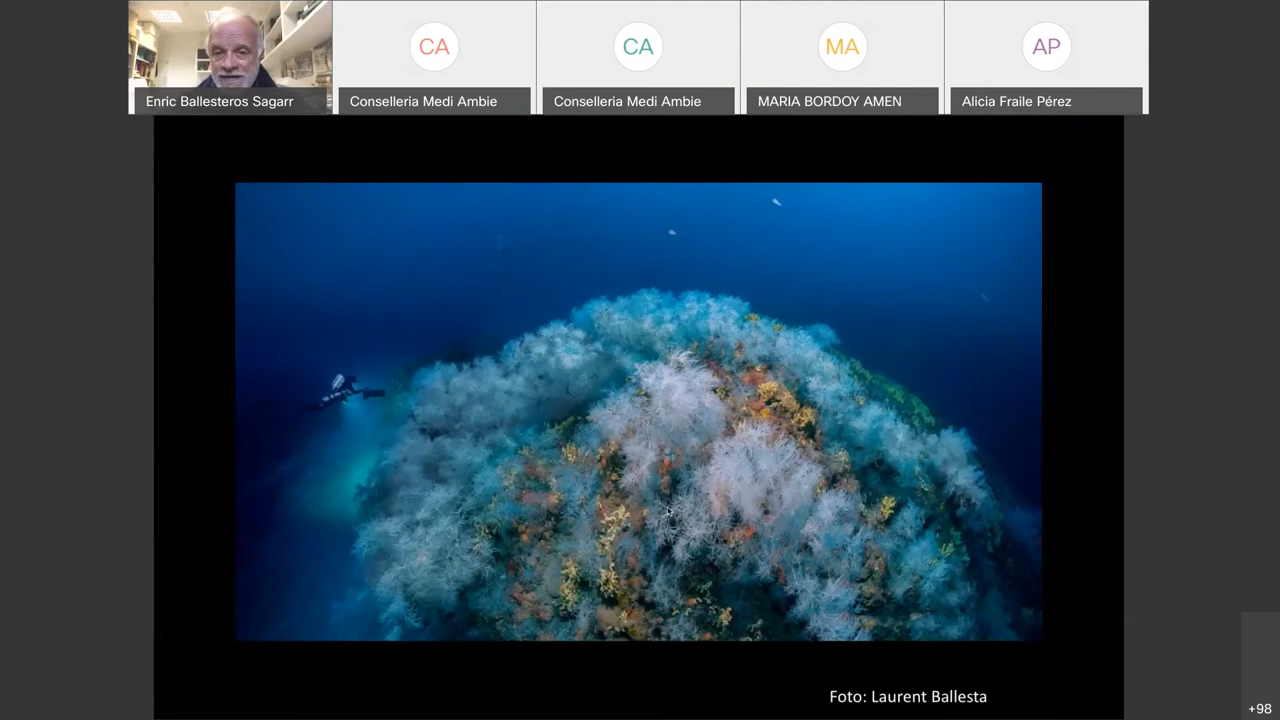 CA
CA
MA
AP
Enric Ballesteros Sagarr
Conselleria Medi Ambie
Conselleria Medi Ambie
MARIA BORDOY AMEN
Alicia Fraile Pérez
Foto: Laurent Ballesta
+98